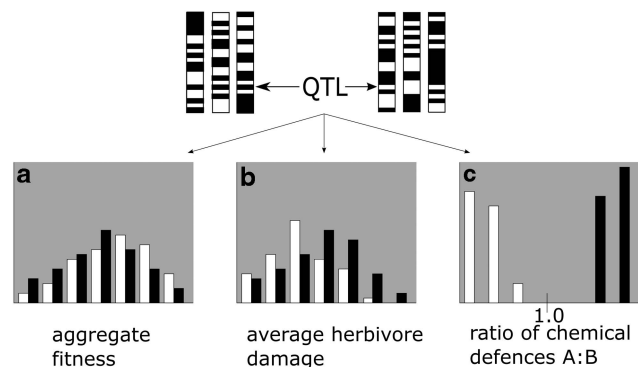 QTL
a
b
c
1.0
aggregate
fitness
average herbivore
damage
ratio of chemical
defences A:B